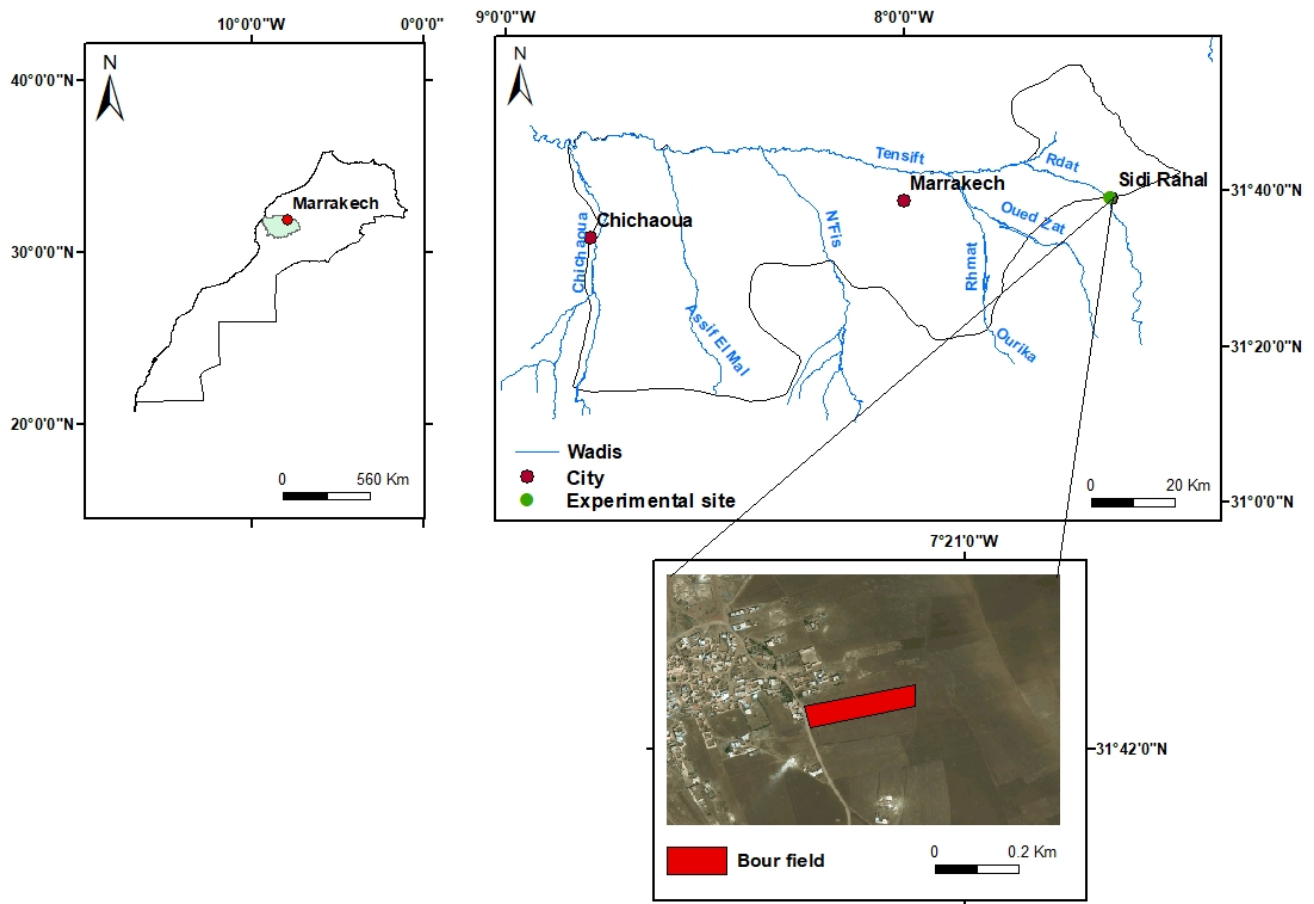 10°0'0"W
0°0'0"
N
40°0'0"N
30°0'0"N
20°0'0"N
Marrakech
0 560 Km
9°0'0"W
8°0'0"W
N
Tensift
Rdat
Marrakech
Sidi Rahal
31°40'0"N
Chichaoua
Chichaoua
N'Fis
Oued Zat
Rhmat
Assif El Mal
Ourika
31°20'0"N
Wadis
City
Experimental site
0 20 Km
31°0'0"N
7°21'0"W
31°42'0"N
Bour field
0 0.2 Km